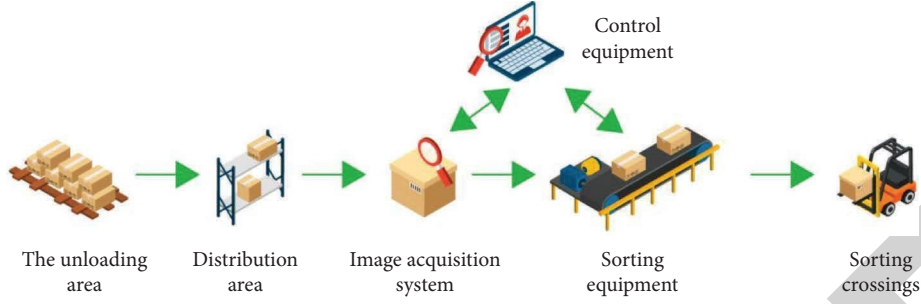 Control
equipment
The unloading
area
Distribution
area
Image acquisition
system
Sorting
equipment
Sorting
crossings